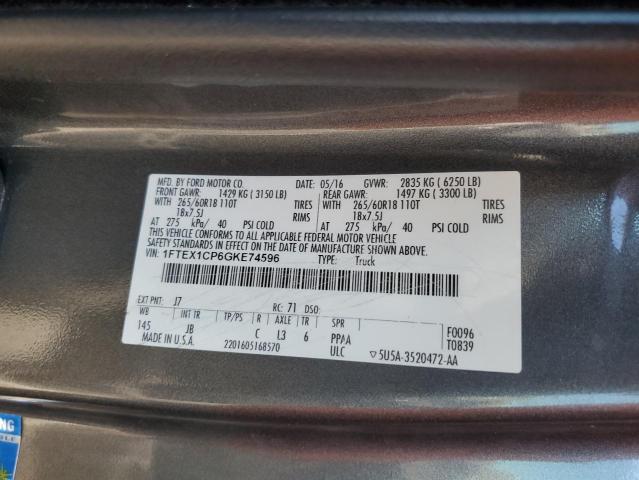 MFD. BY FORD MOTOR CO. DATE: 05/16 GVWR: 2835 KG ( 6250 LB)
FRONT GAWR: 1429 KG ( 3150 LB) REAR GAWR: 1497 KG ( 3300 LB)
WITH 265/60R18 110T TIRES WITH 265/60R18 110T TIRES
18x7.5J RIMS 18x7.5J RIMS
AT 275 kPa/ 40 PSI COLD AT 275 kPa/ 40 PSI COLD
THIS VEHICLE CONFORMS TO ALL APPLICABLE FEDERAL MOTOR VEHICLE
SAFETY STANDARDS IN EFFECT ON THE DATE OF MANUFACTURE SHOWN ABOVE.
VIN: 1FTEX1CP6GKE74596 TYPE: Truck
EXT PNT: J7 RC: 71 DSO:
WB INT TR TP/PS R AXLE TR SPR F0096
145 JB C L3 6 PPAA T0839
MADE IN U.S.A. 2201605168570 ULC 5U5A-3520472-AA
NG
BLE